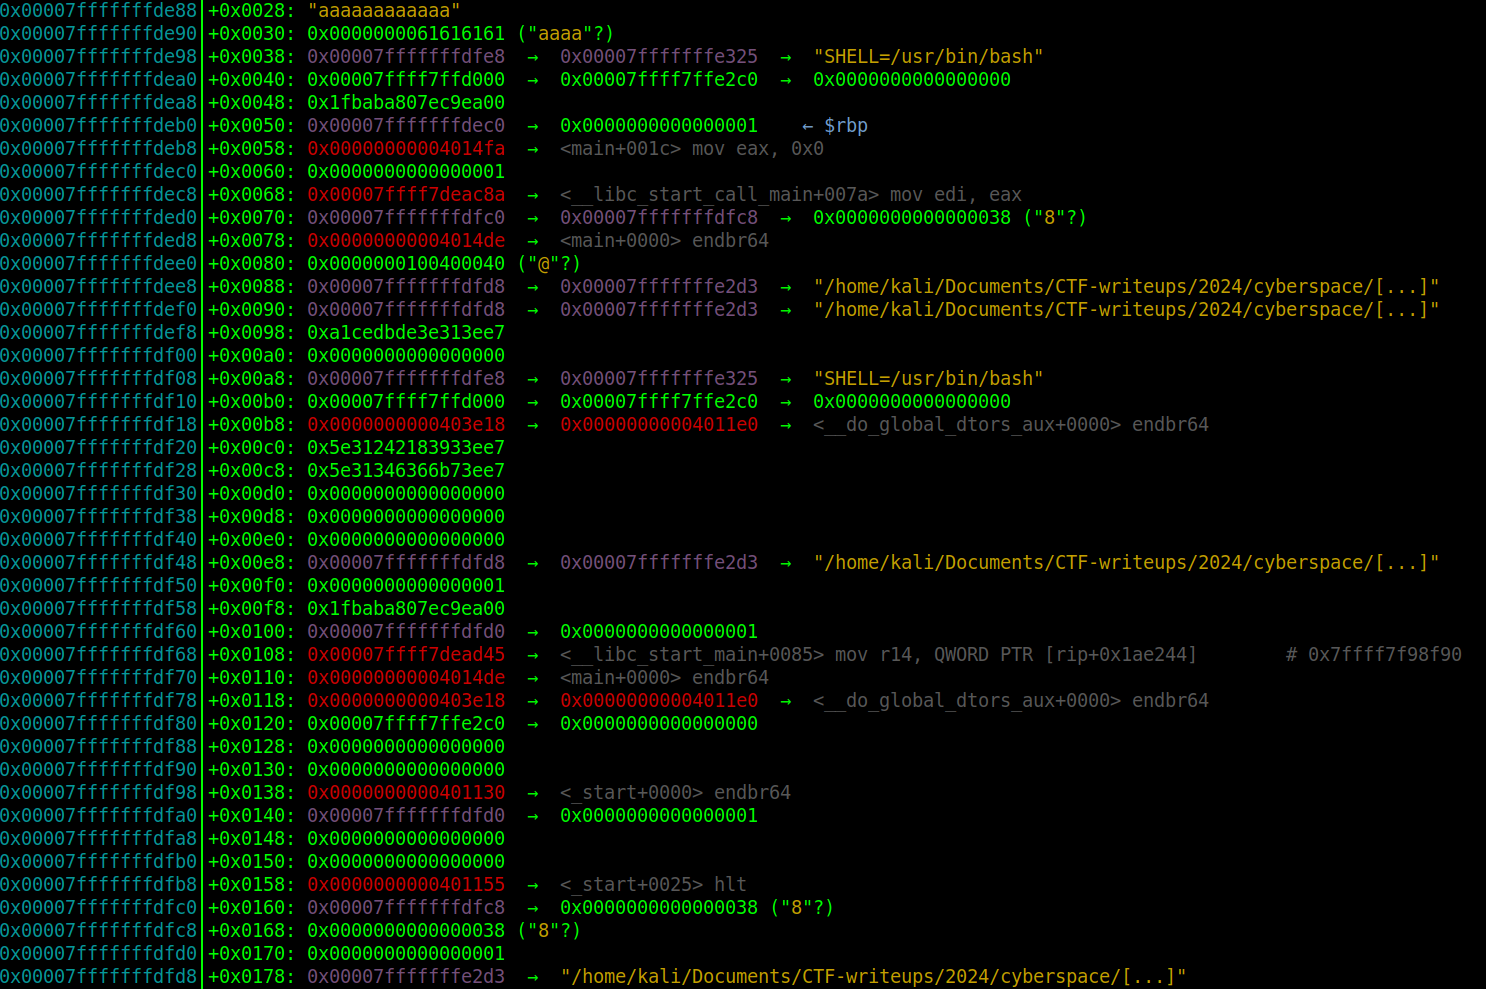 0x00007fffffffde88 +0x0028: "aaaaaaaaaaaa"
0x00007fffffffde90 +0x0030: 0x0000000061616161 ("aaaa"?)
0x00007fffffffde98 +0x0038: 0x00007fffffffdfe8 → 0x00007fffffffe325 → "SHELL=/usr/bin/bash"
0x00007fffffffdea0 +0x0040: 0x00007ffff7ffd000 → 0x00007ffff7ffe2c0 → 0x0000000000000000
0x00007fffffffdea8 +0x0048: 0x1fbaba807ec9ea00
0x00007fffffffdeb0 +0x0050: 0x00007fffffffdec0 → 0x0000000000000001 ← $rbp
0x00007fffffffdeb8 +0x0058: 0x00000000004014fa → <main+001c> mov eax, 0x0
0x00007fffffffdec0 +0x0060: 0x0000000000000001
0x00007fffffffdec8 +0x0068: 0x00007ffff7deac8a → <__libc_start_call_main+007a> mov edi, eax
0x00007fffffffded0 +0x0070: 0x00007fffffffdfc0 → 0x00007fffffffdfc8 → 0x0000000000000038 ("8"?)
0x00007fffffffded8 +0x0078: 0x00000000004014de → <main+0000> endbr64
0x00007fffffffdee0 +0x0080: 0x0000000100400040 ("@"?)
0x00007fffffffdee8 +0x0088: 0x00007fffffffdfd8 → 0x00007fffffffe2d3 → "/home/kali/Documents/CTF-writeups/2024/cyberspace/[...]"
0x00007fffffffdef0 +0x0090: 0x00007fffffffdfd8 → 0x00007fffffffe2d3 → "/home/kali/Documents/CTF-writeups/2024/cyberspace/[...]"
0x00007fffffffdef8 +0x0098: 0xa1cedbde3e313ee7
0x00007fffffffdf00 +0x00a0: 0x0000000000000000
0x00007fffffffdf08 +0x00a8: 0x00007fffffffdfe8 → 0x00007fffffffe325 → "SHELL=/usr/bin/bash"
0x00007fffffffdf10 +0x00b0: 0x00007ffff7ffd000 → 0x00007ffff7ffe2c0 → 0x0000000000000000
0x00007fffffffdf18 +0x00b8: 0x0000000000403e18 → 0x00000000004011e0 → <__do_global_dtors_aux+0000> endbr64
0x00007fffffffdf20 +0x00c0: 0x5e31242183933ee7
0x00007fffffffdf28 +0x00c8: 0x5e31346366b73ee7
0x00007fffffffdf30 +0x00d0: 0x0000000000000000
0x00007fffffffdf38 +0x00d8: 0x0000000000000000
0x00007fffffffdf40 +0x00e0: 0x0000000000000000
0x00007fffffffdf48 +0x00e8: 0x00007fffffffdfd8 → 0x00007fffffffe2d3 → "/home/kali/Documents/CTF-writeups/2024/cyberspace/[...]"
0x00007fffffffdf50 +0x00f0: 0x0000000000000001
0x00007fffffffdf58 +0x00f8: 0x1fbaba807ec9ea00
0x00007fffffffdf60 +0x0100: 0x00007fffffffdfd0 → 0x0000000000000001
0x00007fffffffdf68 +0x0108: 0x00007ffff7dead45 → <__libc_start_main+0085> mov r14, QWORD PTR [rip+0x1ae244] # 0x7ffff7f98f90
0x00007fffffffdf70 +0x0110: 0x00000000004014de → <main+0000> endbr64
0x00007fffffffdf78 +0x0118: 0x0000000000403e18 → 0x00000000004011e0 → <__do_global_dtors_aux+0000> endbr64
0x00007fffffffdf80 +0x0120: 0x00007ffff7ffe2c0 → 0x0000000000000000
0x00007fffffffdf88 +0x0128: 0x0000000000000000
0x00007fffffffdf90 +0x0130: 0x0000000000000000
0x00007fffffffdf98 +0x0138: 0x0000000000401130 → <_start+0000> endbr64
0x00007fffffffdfa0 +0x0140: 0x00007fffffffdfd0 → 0x0000000000000001
0x00007fffffffdfa8 +0x0148: 0x0000000000000000
0x00007fffffffdfb0 +0x0150: 0x0000000000000000
0x00007fffffffdfb8 +0x0158: 0x0000000000401155 → <_start+0025> hlt
0x00007fffffffdfc0 +0x0160: 0x00007fffffffdfc8 → 0x0000000000000038 ("8"?)
0x00007fffffffdfc8 +0x0168: 0x0000000000000038 ("8"?)
0x00007fffffffdfd0 +0x0170: 0x0000000000000001
0x00007fffffffdfd8 +0x0178: 0x00007fffffffe2d3 → "/home/kali/Documents/CTF-writeups/2024/cyberspace/[...]"